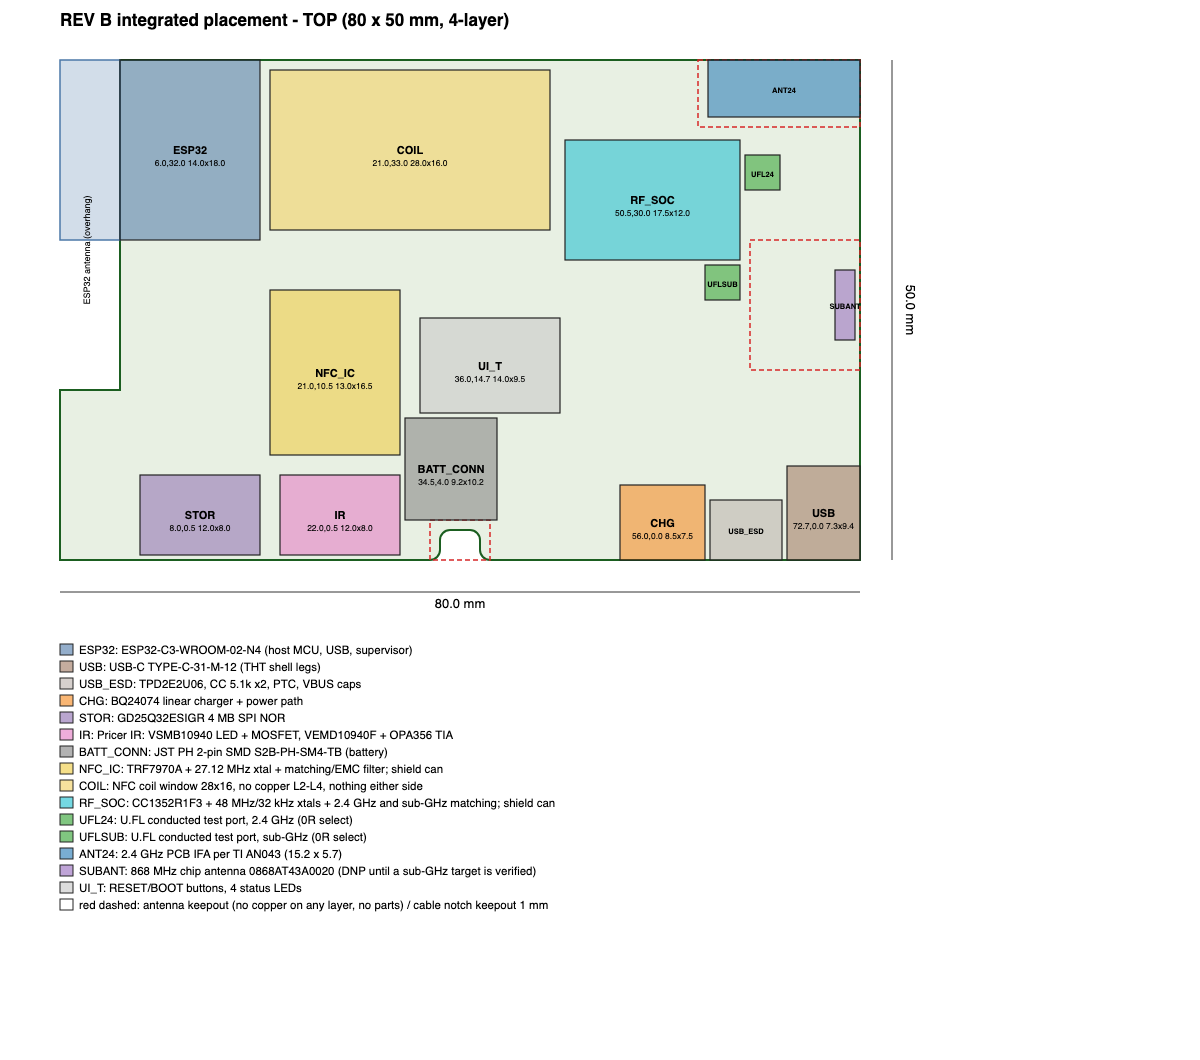 REV B integrated placement - TOP (80 x 50 mm, 4-layer)
ANT24
ESP32
6.0,32.0 14.0x18.0
COIL
21.0,33.0 28.0x16.0
UFL24
RF_SOC
50.5,30.0 17.5x12.0
ESP32 antenna (overhang)
UFLSUB
SUBANT
50.0 mm
NFC_IC
21.0,10.5 13.0x16.5
UI_T
36.0,14.7 14.0x9.5
BATT_CONN
34.5,4.0 9.2x10.2
STOR
8.0,0.5 12.0x8.0
IR
22.0,0.5 12.0x8.0
CHG
56.0,0.0 8.5x7.5
USB_ESD
USB
72.7,0.0 7.3x9.4
80.0 mm
ESP32: ESP32-C3-WROOM-02-N4 (host MCU, USB, supervisor)
USB: USB-C TYPE-C-31-M-12 (THT shell legs)
USB_ESD: TPD2E2U06, CC 5.1k x2, PTC, VBUS caps
CHG: BQ24074 linear charger + power path
STOR: GD25Q32ESIGR 4 MB SPI NOR
IR: Pricer IR: VSMB10940 LED + MOSFET, VEMD10940F + OPA356 TIA
BATT_CONN: JST PH 2-pin SMD S2B-PH-SM4-TB (battery)
NFC_IC: TRF7970A + 27.12 MHz xtal + matching/EMC filter; shield can
COIL: NFC coil window 28x16, no copper L2-L4, nothing either side
RF_SOC: CC1352R1F3 + 48 MHz/32 kHz xtals + 2.4 GHz and sub-GHz matching; shield can
UFL24: U.FL conducted test port, 2.4 GHz (0R select)
UFLSUB: U.FL conducted test port, sub-GHz (0R select)
ANT24: 2.4 GHz PCB IFA per TI AN043 (15.2 x 5.7)
SUBANT: 868 MHz chip antenna 0868AT43A0020 (DNP until a sub-GHz target is verified)
UI_T: RESET/BOOT buttons, 4 status LEDs
red dashed: antenna keepout (no copper on any layer, no parts) / cable notch keepout 1 mm